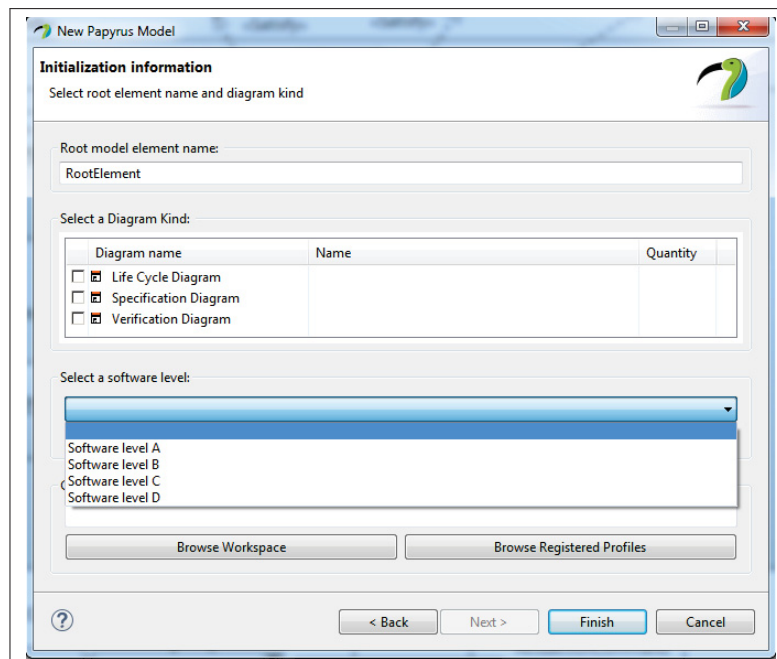 New Papyrus Model
Initialization information
Select root element name and diagram kind
Root model element name:
RootElement
Select a Diagram Kind:
Diagram name Name Quantity
Life Cycle Diagram
Specification Diagram
Verification Diagram
Select a software level:
Software level A
Software level B
Software level C
Software level D
Browse Workspace Browse Registered Profiles
< Back Next > Finish Cancel